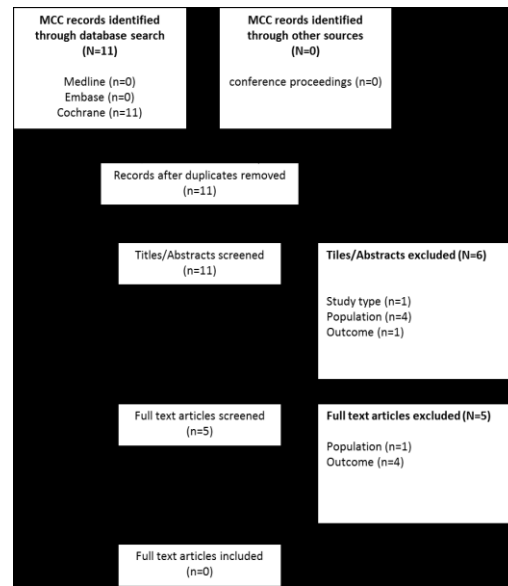 MCC records identified
through database search
(N=11)
Medline (n=0)
Embase (n=0)
Cochrane (n=11)
MCC reords identified
through other sources
(N=0)
conference proceedings (n=0)
Records after duplicates removed
(n=11)
Titles/Abstracts screened
(n=11)
Tiles/Abstracts excluded (N=6)
Study type (n=1)
Population (n=4)
Outcome (n=1)
Full text articles screened
(n=5)
Full text articles excluded (N=5)
Population (n=1)
Outcome (n=4)
Full text articles included
(n=0)